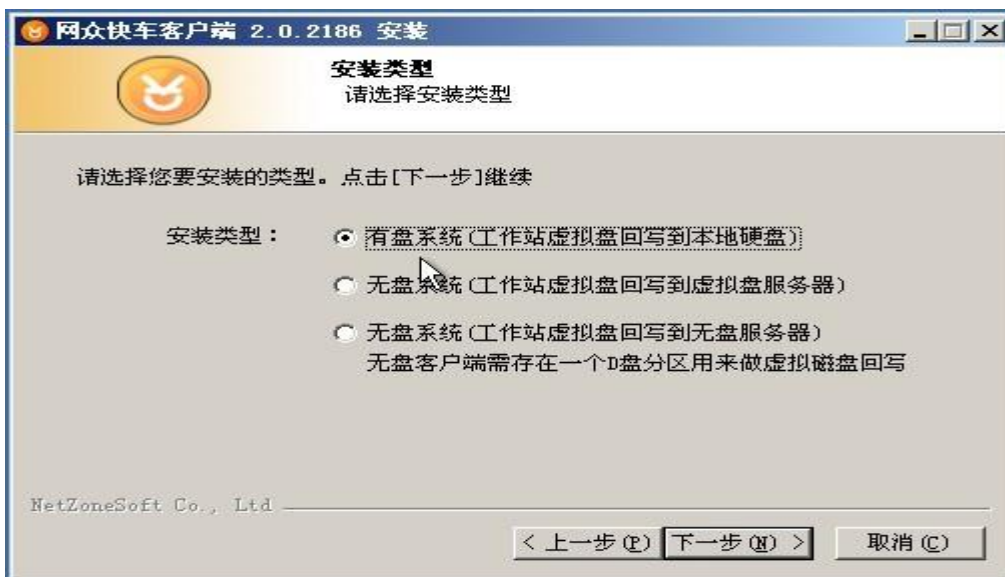 网众快车客户端 2.0.2186 安装
安装类型
请选择安装类型
请选择您要安装的类型。点击[下一步]继续
安装类型：
有盘系统(工作站虚拟盘回写到本地硬盘)
无盘系统(工作站虚拟盘回写到虚拟盘服务器)
无盘系统(工作站虚拟盘回写到无盘服务器)
无盘客户端需存在一个D盘分区用来做虚拟磁盘回写
NetZoneSoft Co., Ltd
< 上一步(P) 下一步(N) > 取消(C)